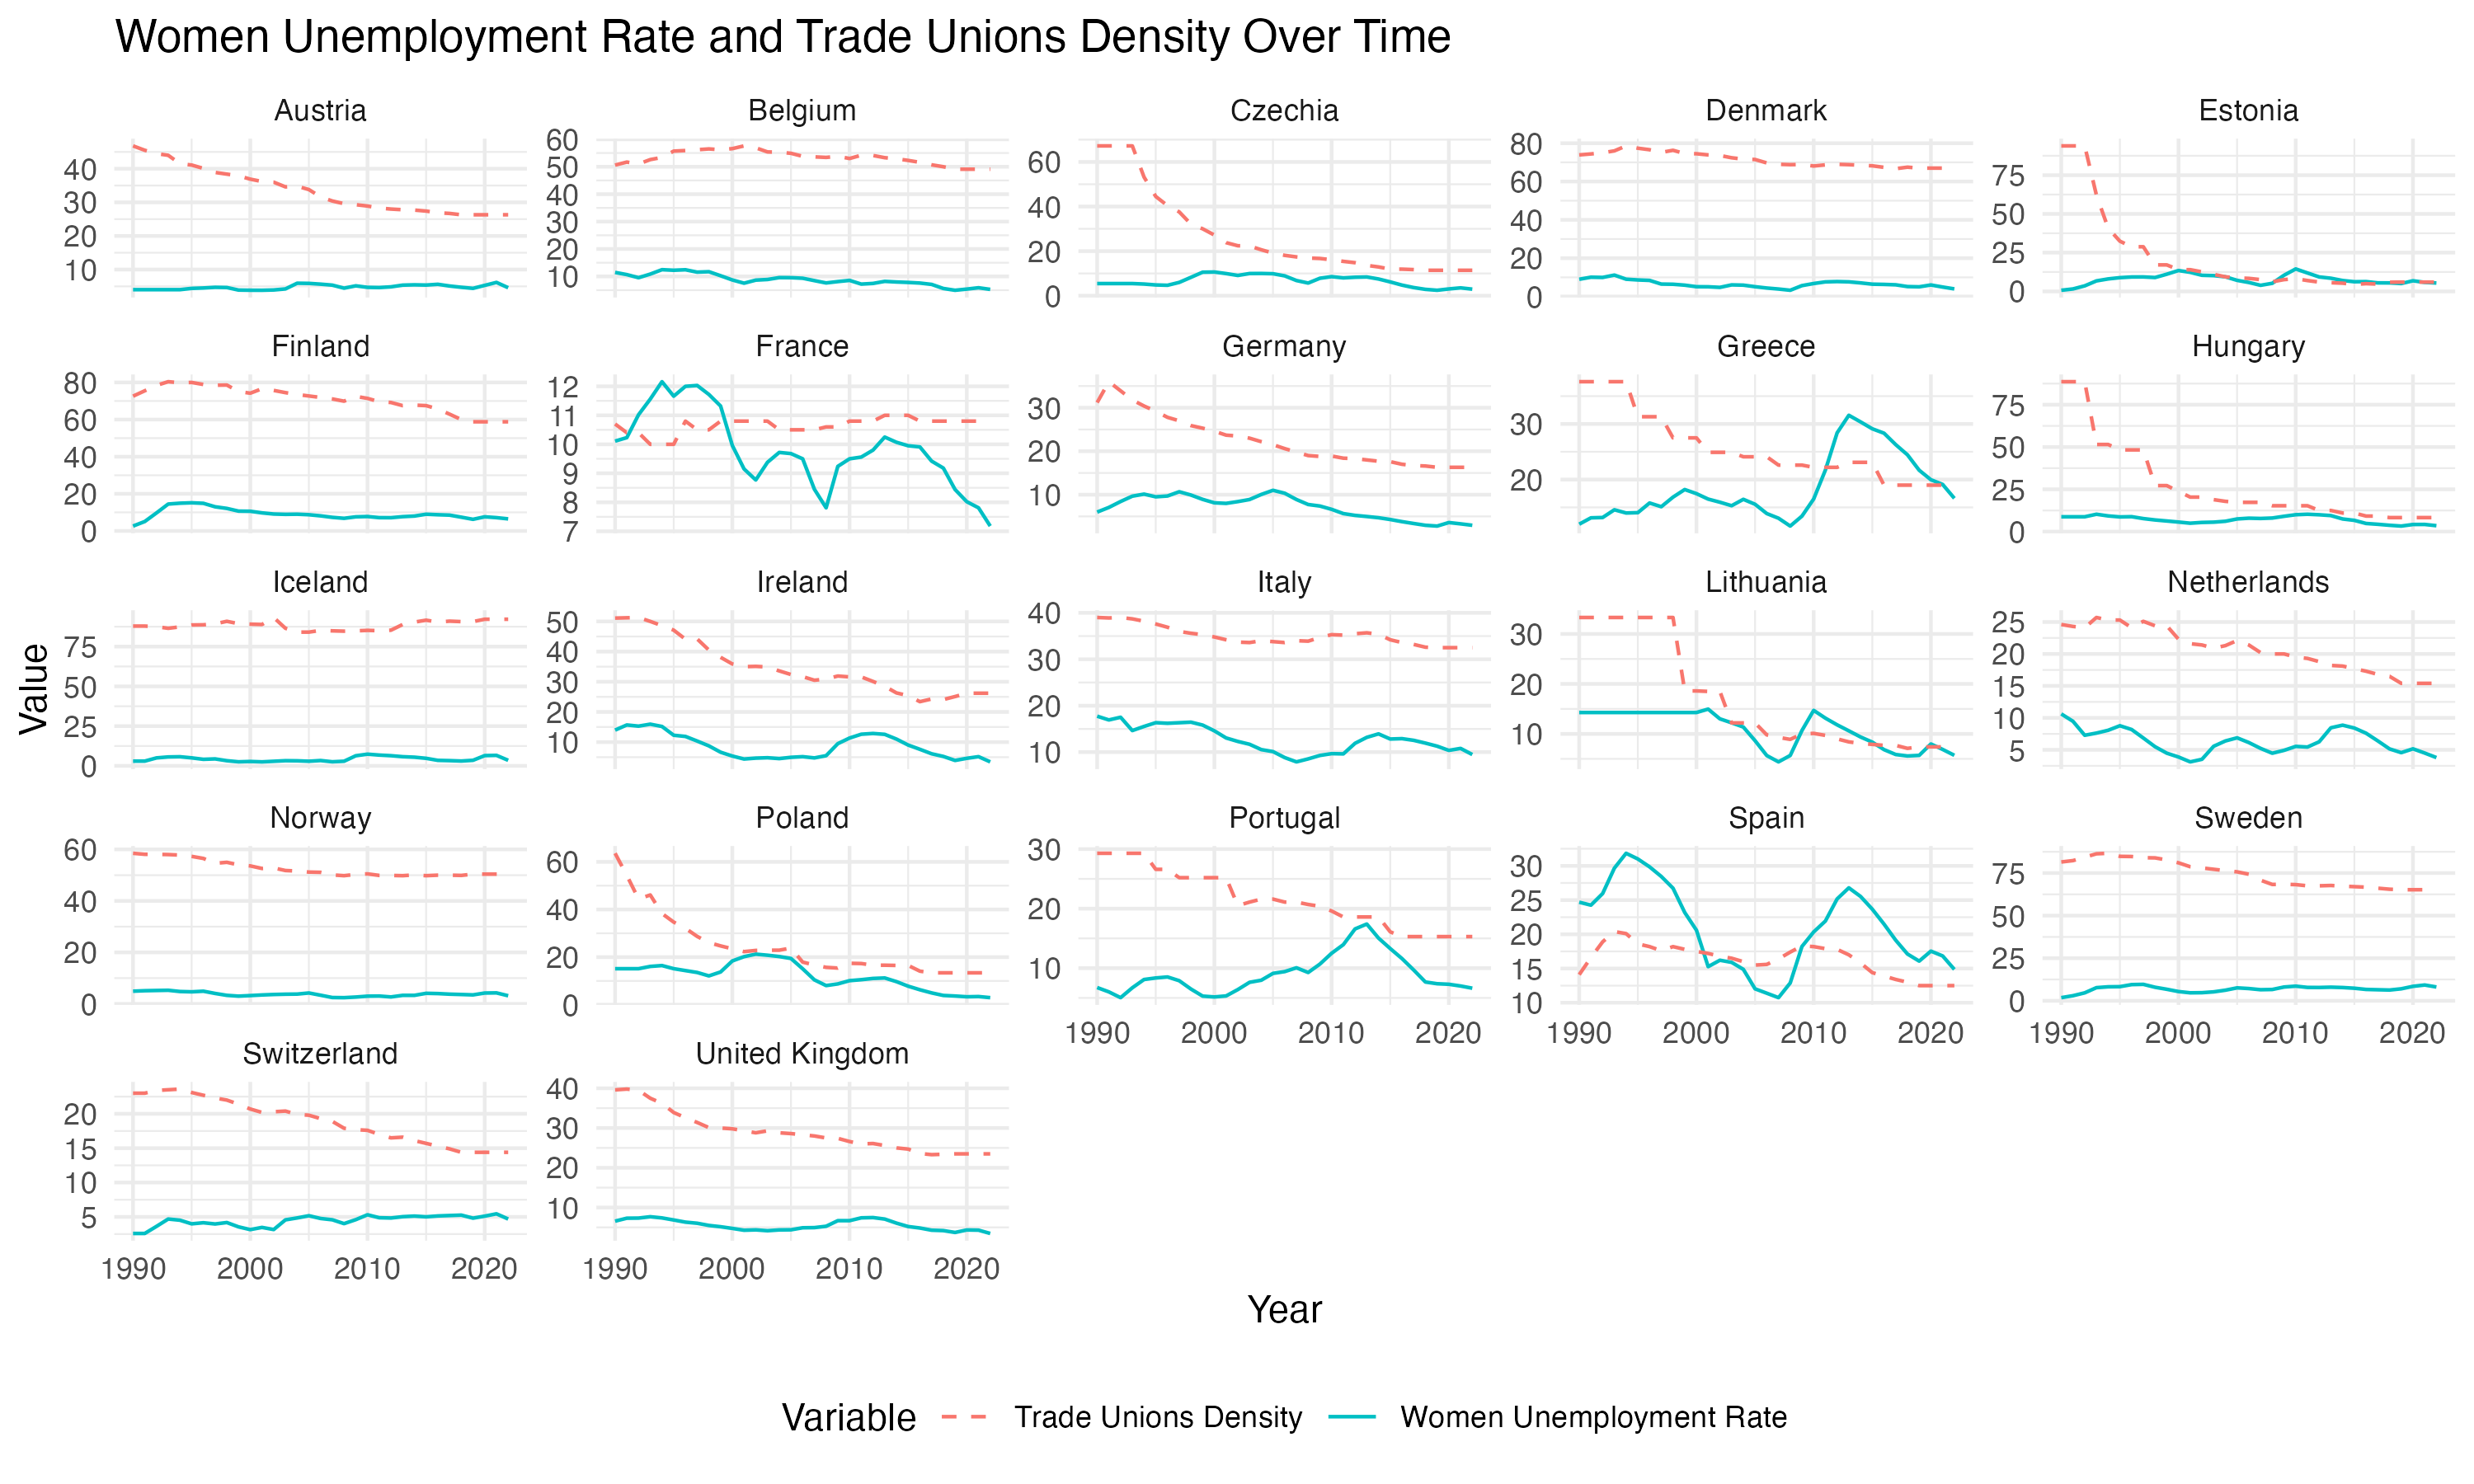 Women Unemployment Rate and Trade Unions Density Over Time
Austria
Belgium
Czechia
Denmark
Estonia
40
30
20
10
60
50
40
30
20
10
60
40
20
0
80
60
40
20
0
75
50
25
0
Finland
France
Germany
Greece
Hungary
80
60
40
20
0
12
11
10
9
8
7
30
20
10
30
20
75
50
25
0
Iceland
Ireland
Italy
Lithuania
Netherlands
75
50
25
0
50
40
30
20
10
40
30
20
10
30
20
10
25
20
15
10
5
Value
Norway
Poland
Portugal
Spain
Sweden
60
40
20
0
60
40
20
0
30
20
10
30
25
20
15
10
75
50
25
0
1990 2000 2010 2020
1990 2000 2010 2020
1990 2000 2010 2020
Switzerland
United Kingdom
20
15
10
5
40
30
20
10
1990 2000 2010 2020
1990 2000 2010 2020
Year
Variable Trade Unions Density Women Unemployment Rate